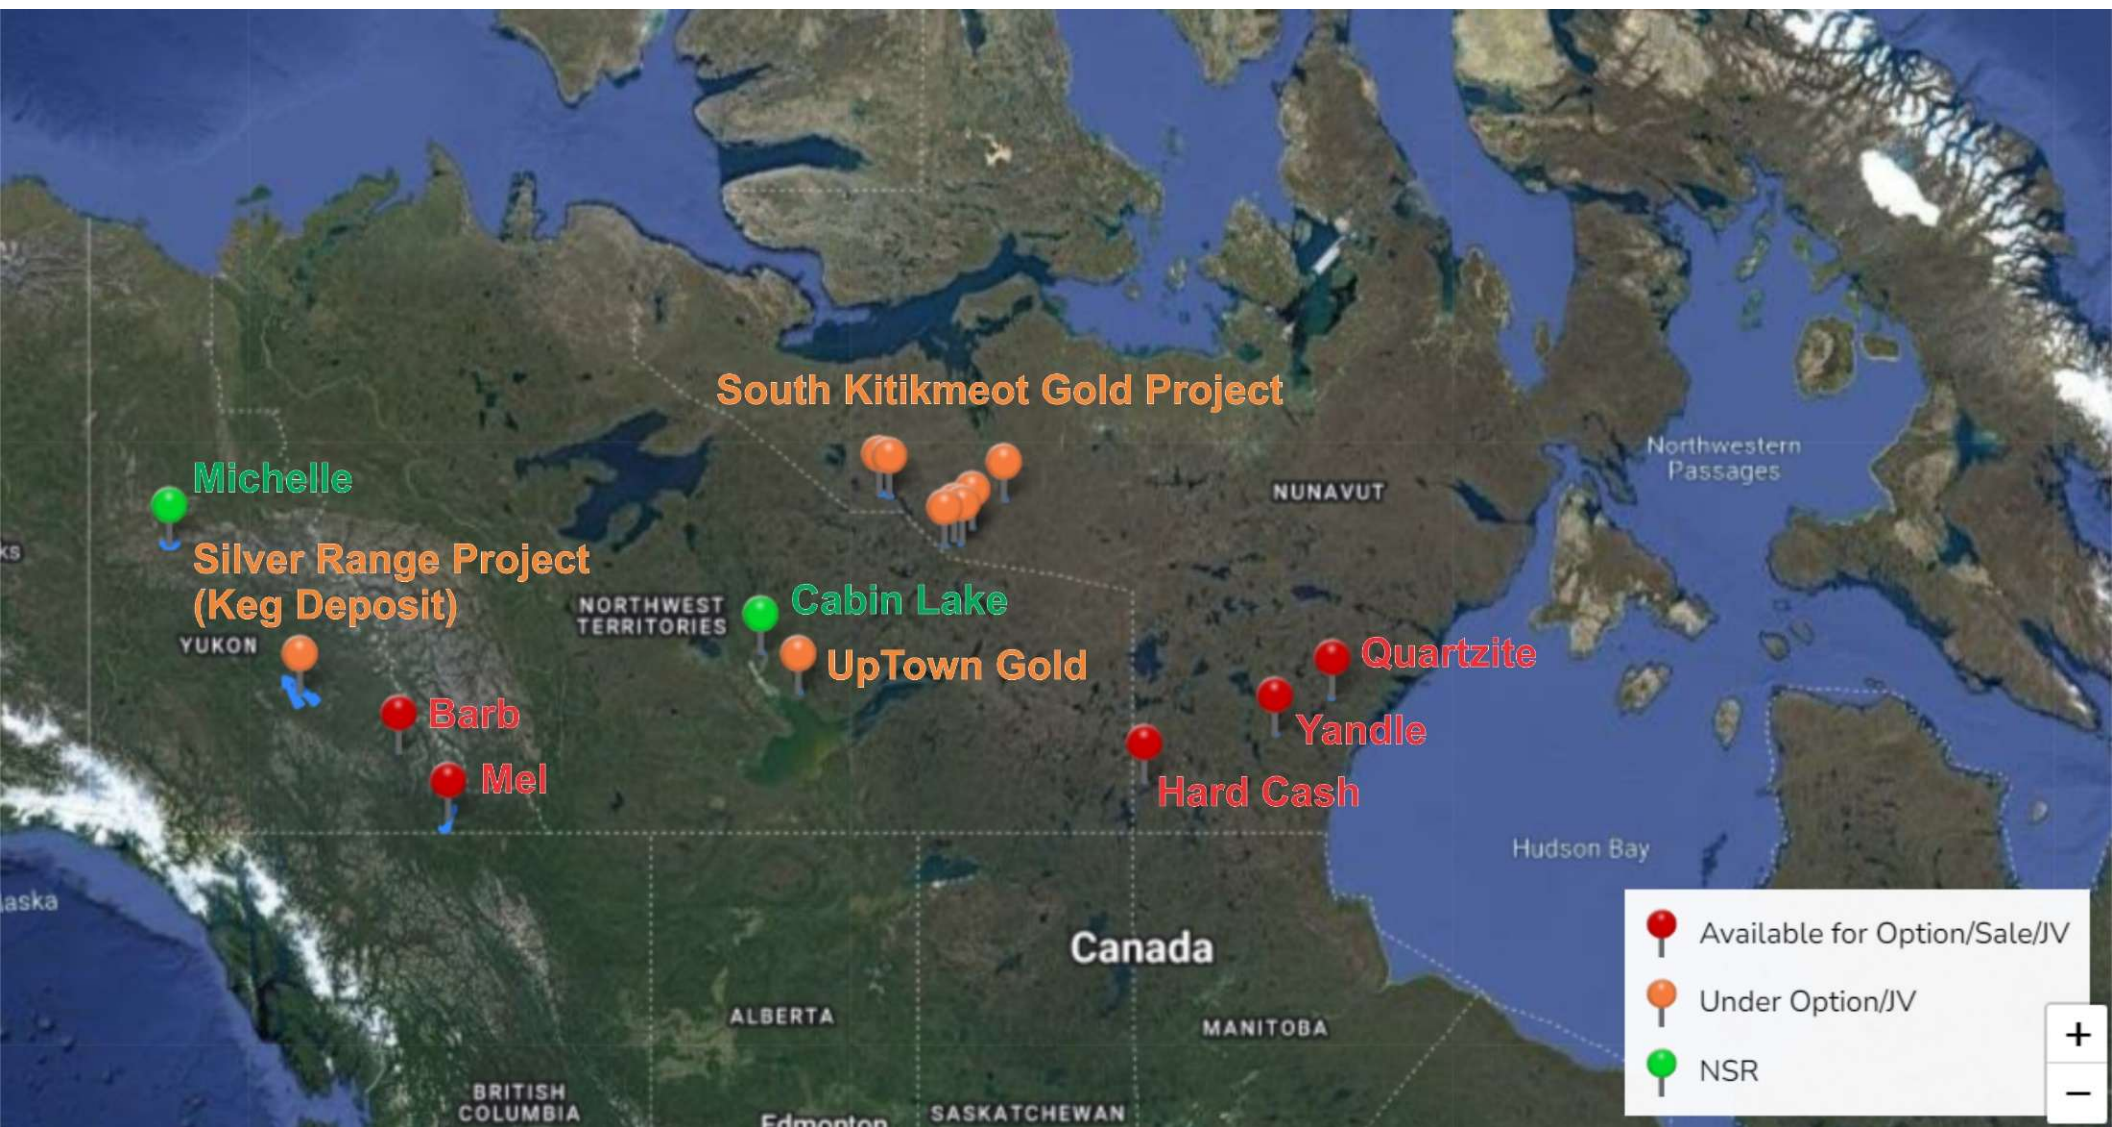 South Kitikmeot Gold Project
Northwestern
Passages
Michelle
NUNAVUT
ks
Silver Range Project
(Keg Deposit)
NORTHWEST
TERRITORIES
Cabin Lake
YUKON
UpTown Gold
Quartzite
Barb
Yandle
Mel
Hard Cash
Hudson Bay
laska
Canada
Available for Option/Sale/JV
Under Option/JV
NSR
ALBERTA
MANITOBA
BRITISH
COLUMBIA
Edmonton
SASKATCHEWAN
+
−